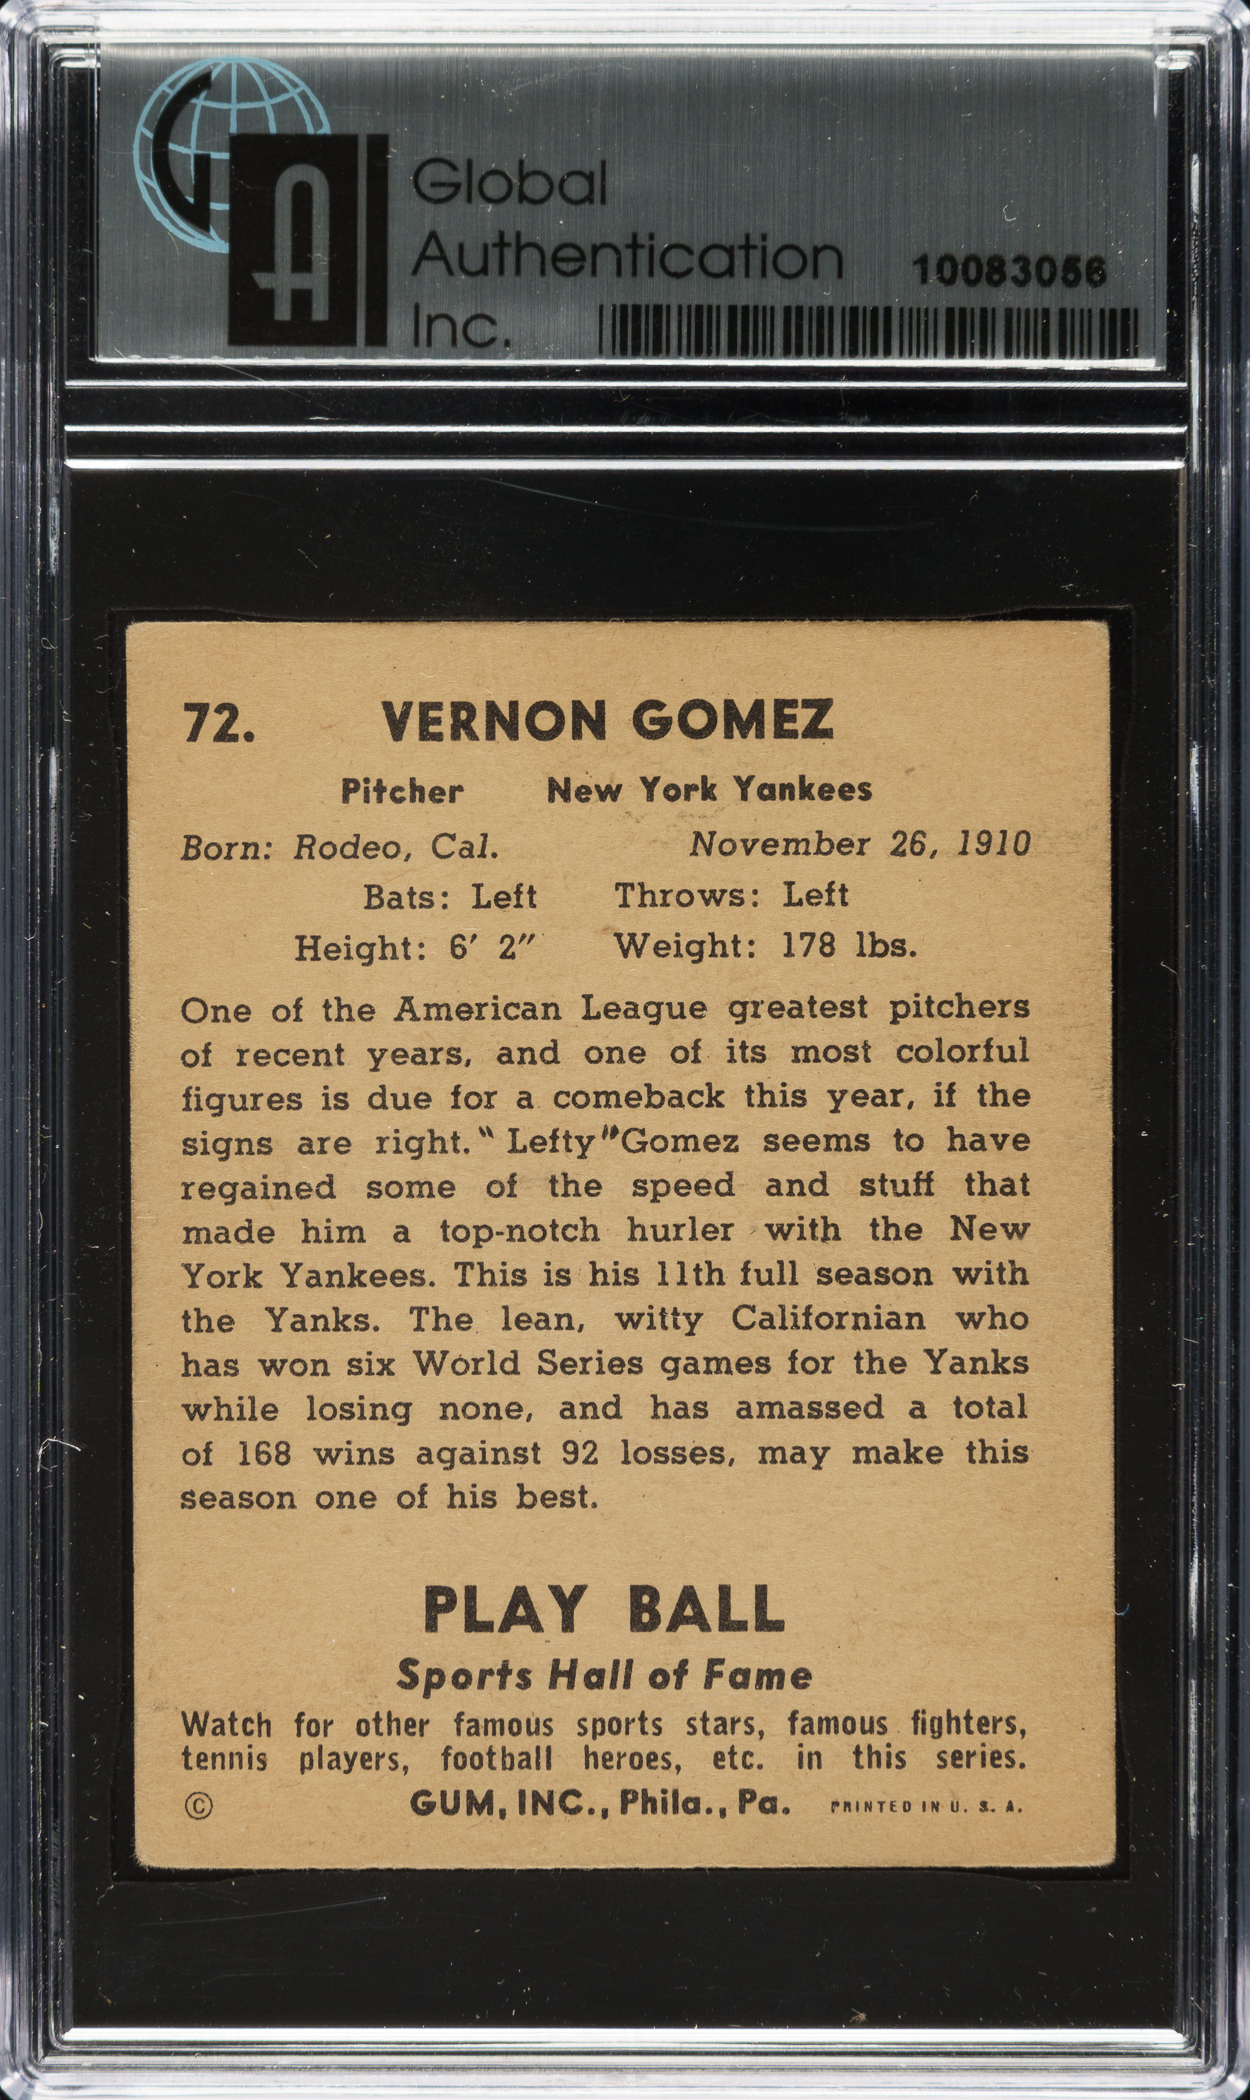 GAI
Global
Authentication
Inc.
10083056
72. VERNON GOMEZ
Pitcher New York Yankees
Born: Rodeo, Cal. November 26, 1910
Bats: Left Throws: Left
Height: 6′ 2″ Weight: 178 lbs.
One of the American League greatest pitchers
of recent years, and one of its most colorful
figures is due for a comeback this year, if the
signs are right. "Lefty" Gomez seems to have
regained some of the speed and stuff that
made him a top-notch hurler with the New
York Yankees. This is his 11th full season with
the Yanks. The lean, witty Californian who
has won six World Series games for the Yanks
while losing none, and has amassed a total
of 168 wins against 92 losses, may make this
season one of his best.
PLAY BALL
Sports Hall of Fame
Watch for other famous sports stars, famous fighters,
tennis players, football heroes, etc. in this series.
© GUM, INC., Phila., Pa. PRINTED IN U. S. A.